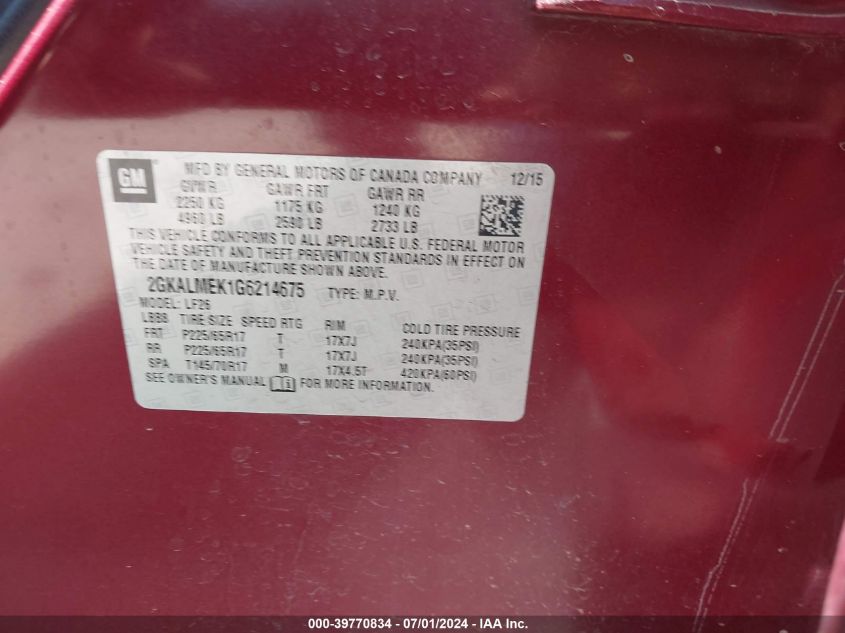 GM
MFD BY GENERAL MOTORS OF CANADA COMPANY 12/15
GVWR GAWR FRT GAWR RR
2250 KG 1175 KG 1240 KG
4960 LB 2590 LB 2733 LB
THIS VEHICLE CONFORMS TO ALL APPLICABLE U.S. FEDERAL MOTOR
VEHICLE SAFETY AND THEFT PREVENTION STANDARDS IN EFFECT ON
THE DATE OF MANUFACTURE SHOWN ABOVE.
2GKALMEK1G6214675 TYPE: M.P.V.
MODEL: LF26
LBBB TIRE SIZE SPEED RTG RIM COLD TIRE PRESSURE
FRT P225/65R17 T 17X7J 240KPA(35PSI)
RR P225/65R17 T 17X7J 240KPA(35PSI)
SPA T145/70R17 M 17X4.5T 420KPA(60PSI)
SEE OWNER'S MANUAL FOR MORE INFORMATION.
000-39770834 - 07/01/2024 - IAA Inc.